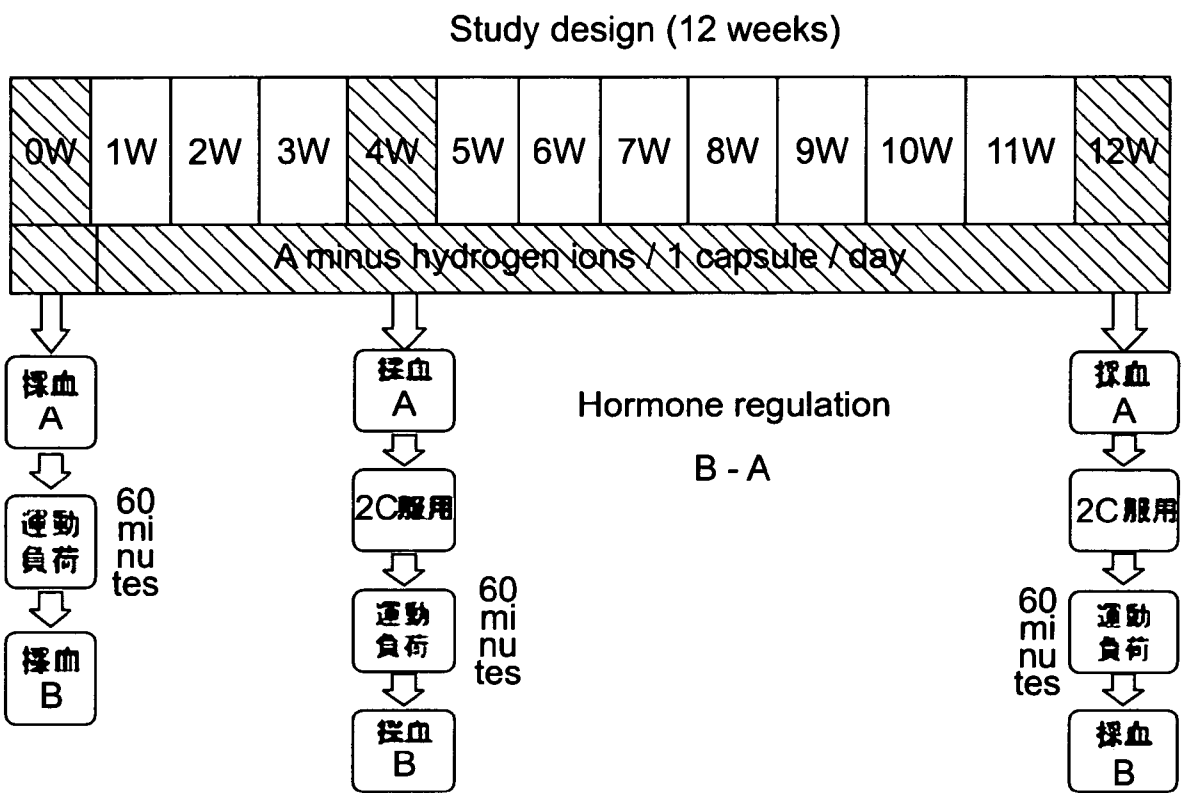 Study design (12 weeks)
0W 1W 2W 3W 4W 5W 6W 7W 8W 9W 10W 11W 12W
A minus hydrogen ions / 1 capsule / day
採血
A
運動
負荷
60
mi
nu
tes
採血
B
採血
A
2C服用
運動
負荷
60
mi
nu
tes
採血
B
Hormone regulation
B - A
採血
A
2C服用
60
mi
nu
tes
運動
負荷
採血
B